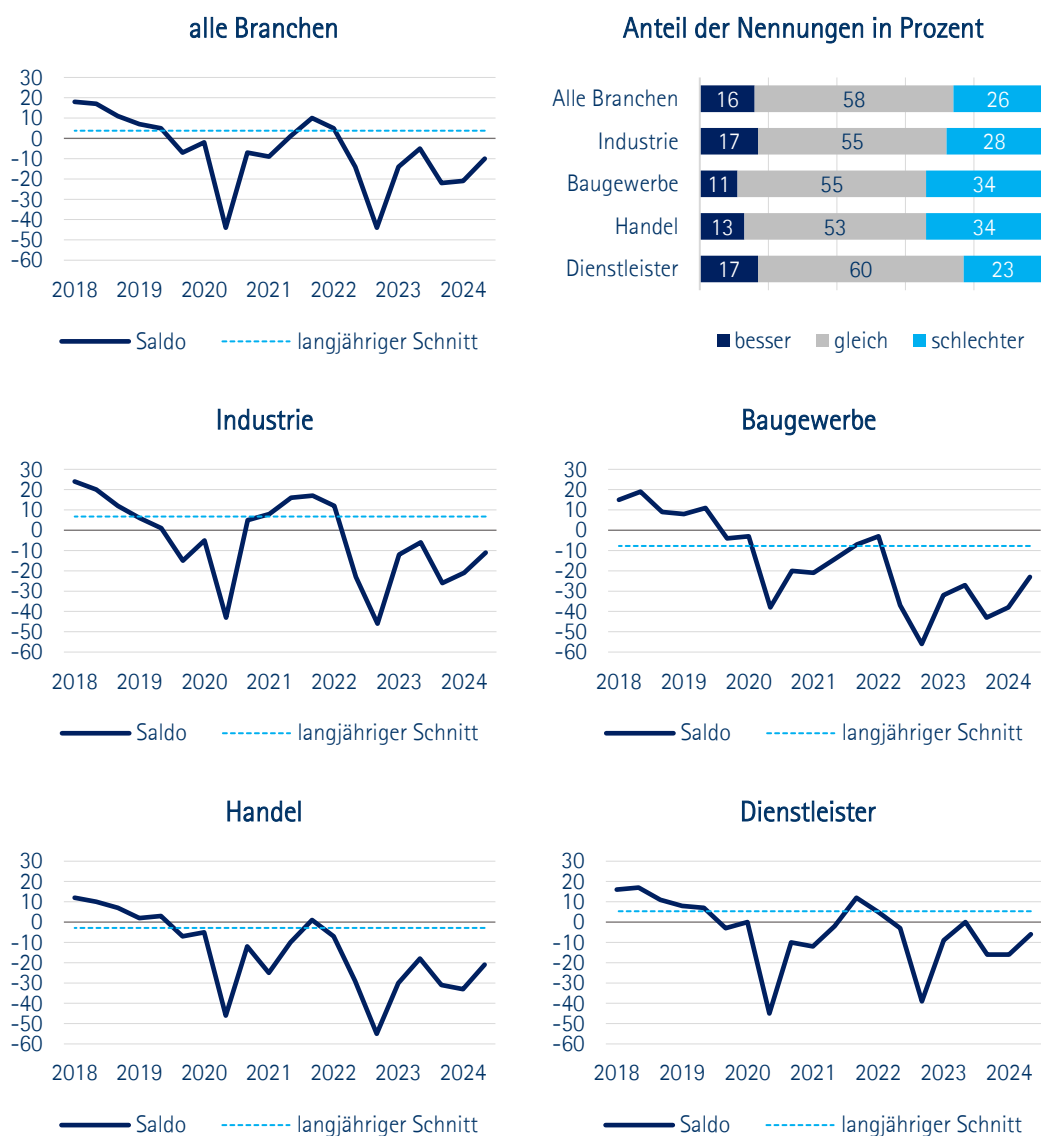 alle Branchen
30
20
10
0
-10
-20
-30
-40
-50
-60
2018 2019 2020 2021 2022 2023 2024
Saldo langjähriger Schnitt
Anteil der Nennungen in Prozent
Alle Branchen 16 58 26
Industrie 17 55 28
Baugewerbe 11 55 34
Handel 13 53 34
Dienstleister 17 60 23
besser gleich schlechter
Industrie
30
20
10
0
-10
-20
-30
-40
-50
-60
2018 2019 2020 2021 2022 2023 2024
Saldo langjähriger Schnitt
Baugewerbe
30
20
10
0
-10
-20
-30
-40
-50
-60
2018 2019 2020 2021 2022 2023 2024
Saldo langjähriger Schnitt
Handel
30
20
10
0
-10
-20
-30
-40
-50
-60
2018 2019 2020 2021 2022 2023 2024
Saldo langjähriger Schnitt
Dienstleister
30
20
10
0
-10
-20
-30
-40
-50
-60
2018 2019 2020 2021 2022 2023 2024
Saldo langjähriger Schnitt